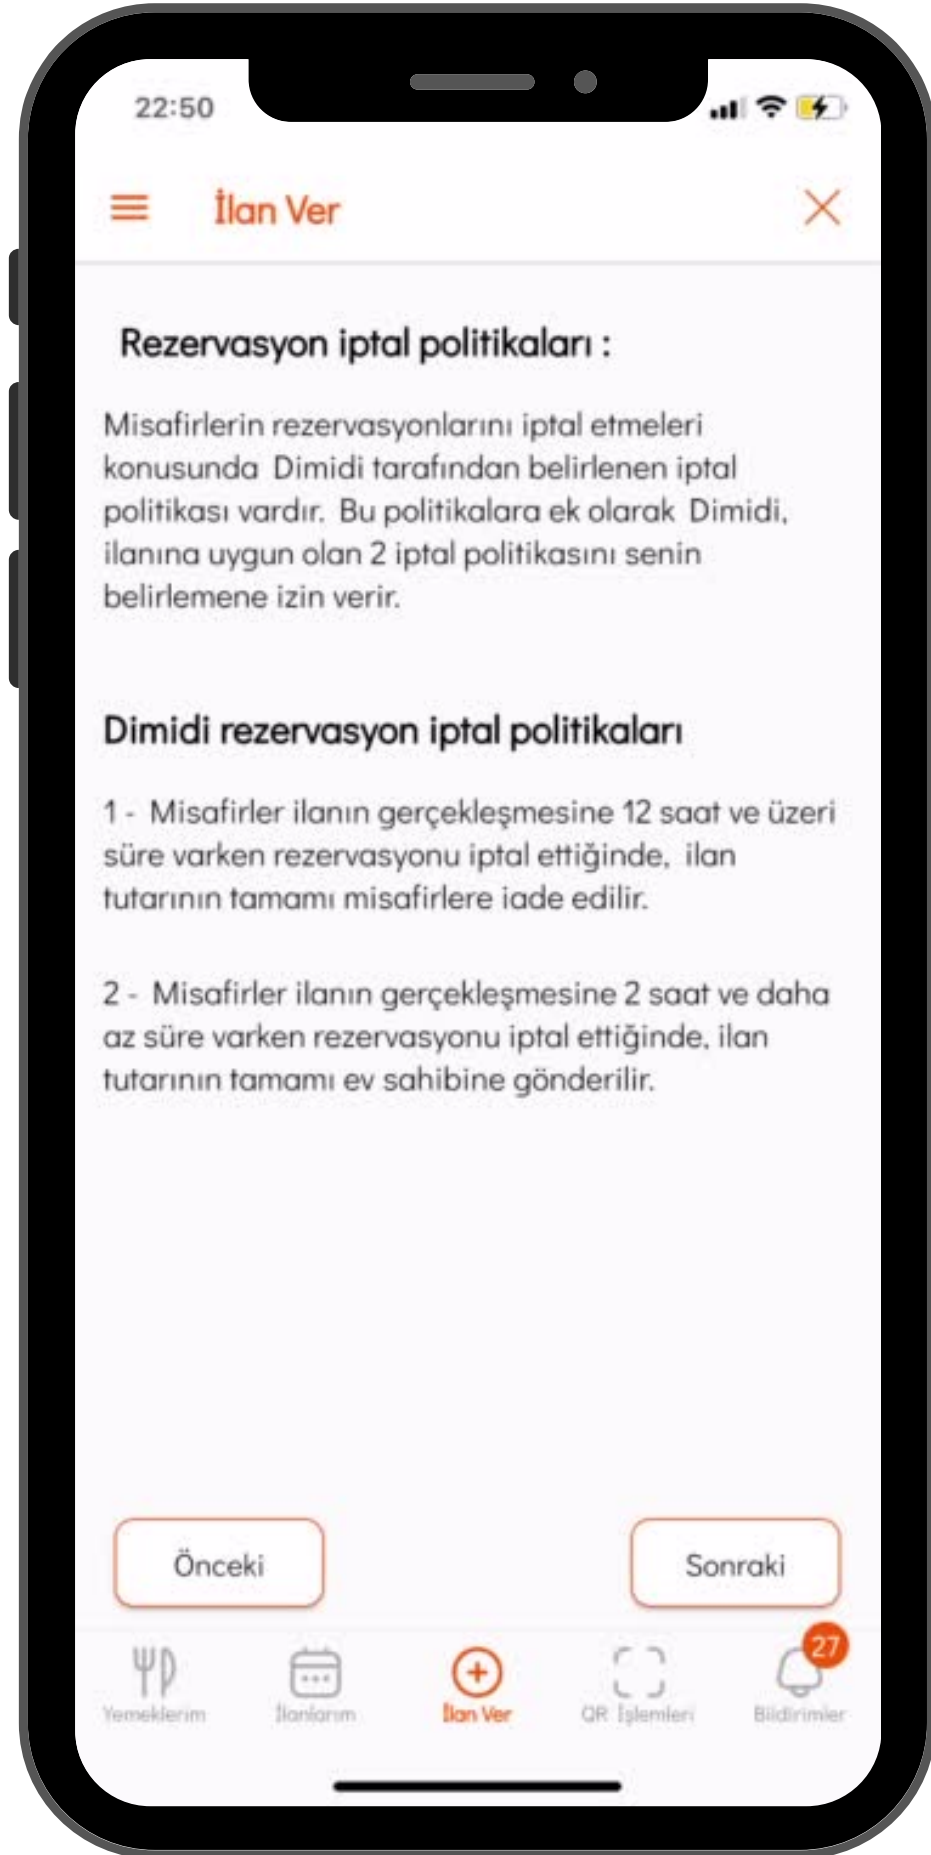 22:50
İlan Ver
Rezervasyon iptal politikaları :
Misafirlerin rezervasyonlarını iptal etmeleri
konusunda Dimidi tarafından belirlenen iptal
politikası vardır. Bu politikalara ek olarak Dimidi,
ilanına uygun olan 2 iptal politikasını senin
belirlemene izin verir.
Dimidi rezervasyon iptal politikaları
1 - Misafirler ilanın gerçekleşmesine 12 saat ve üzeri
süre varken rezervasyonu iptal ettiğinde, ilan
tutarının tamamı misafirlere iade edilir.
2 - Misafirler ilanın gerçekleşmesine 2 saat ve daha
az süre varken rezervasyonu iptal ettiğinde, ilan
tutarının tamamı ev sahibine gönderilir.
Önceki Sonraki
27
Yemeklerim İlanlarım İlan Ver QR İşlemleri Bildirimler